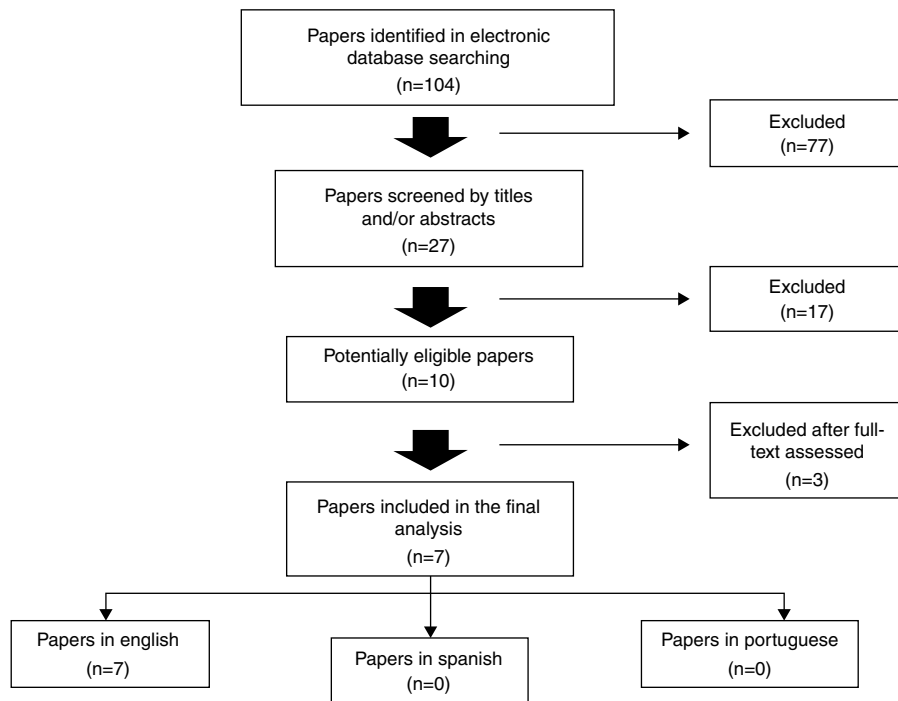 Papers identified in electronic
database searching
(n=104)
Excluded
(n=77)
Papers screened by titles
and/or abstracts
(n=27)
Excluded
(n=17)
Potentially eligible papers
(n=10)
Excluded after full-
text assessed
(n=3)
Papers included in the final
analysis
(n=7)
Papers in english
(n=7)
Papers in spanish
(n=0)
Papers in portuguese
(n=0)